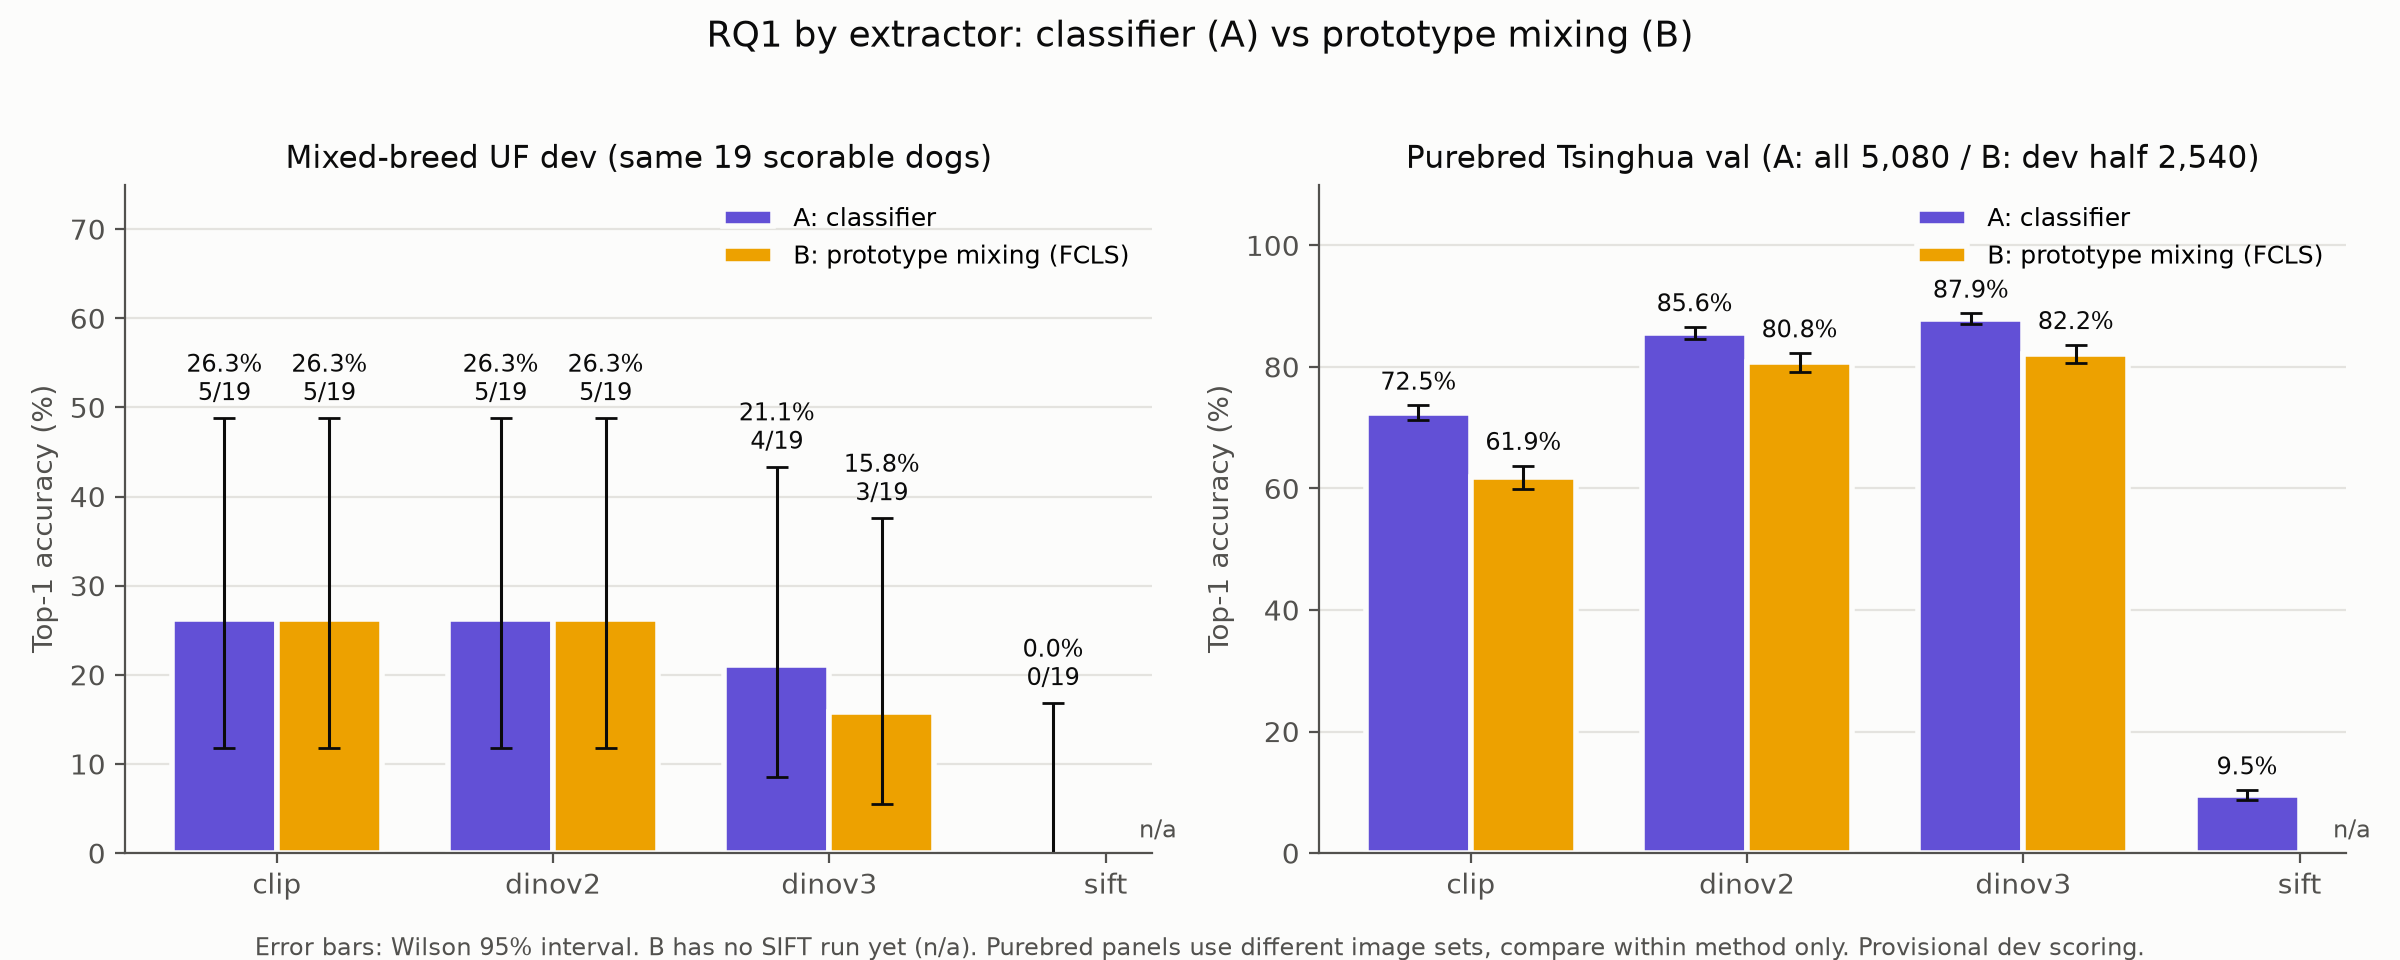 RQ1 by extractor: classifier (A) vs prototype mixing (B)
Mixed-breed UF dev (same 19 scorable dogs)
A: classifier
B: prototype mixing (FCLS)
Top-1 accuracy (%)
70
60
50
40
30
20
10
0
26.3%
5/19
26.3%
5/19
26.3%
5/19
26.3%
5/19
21.1%
4/19
15.8%
3/19
0.0%
0/19
n/a
clip
dinov2
dinov3
sift
Purebred Tsinghua val (A: all 5,080 / B: dev half 2,540)
A: classifier
B: prototype mixing (FCLS)
Top-1 accuracy (%)
100
80
60
40
20
0
72.5%
61.9%
85.6%
80.8%
87.9%
82.2%
9.5%
n/a
clip
dinov2
dinov3
sift
Error bars: Wilson 95% interval. B has no SIFT run yet (n/a). Purebred panels use different image sets, compare within method only. Provisional dev scoring.